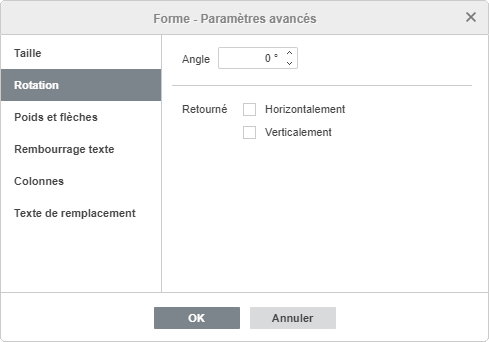 Forme - Paramètres avancés
Taille
Rotation
Poids et flèches
Rembourrage texte
Colonnes
Texte de remplacement
Angle 0 °
Retourné Horizontalement
Verticalement
OK Annuler